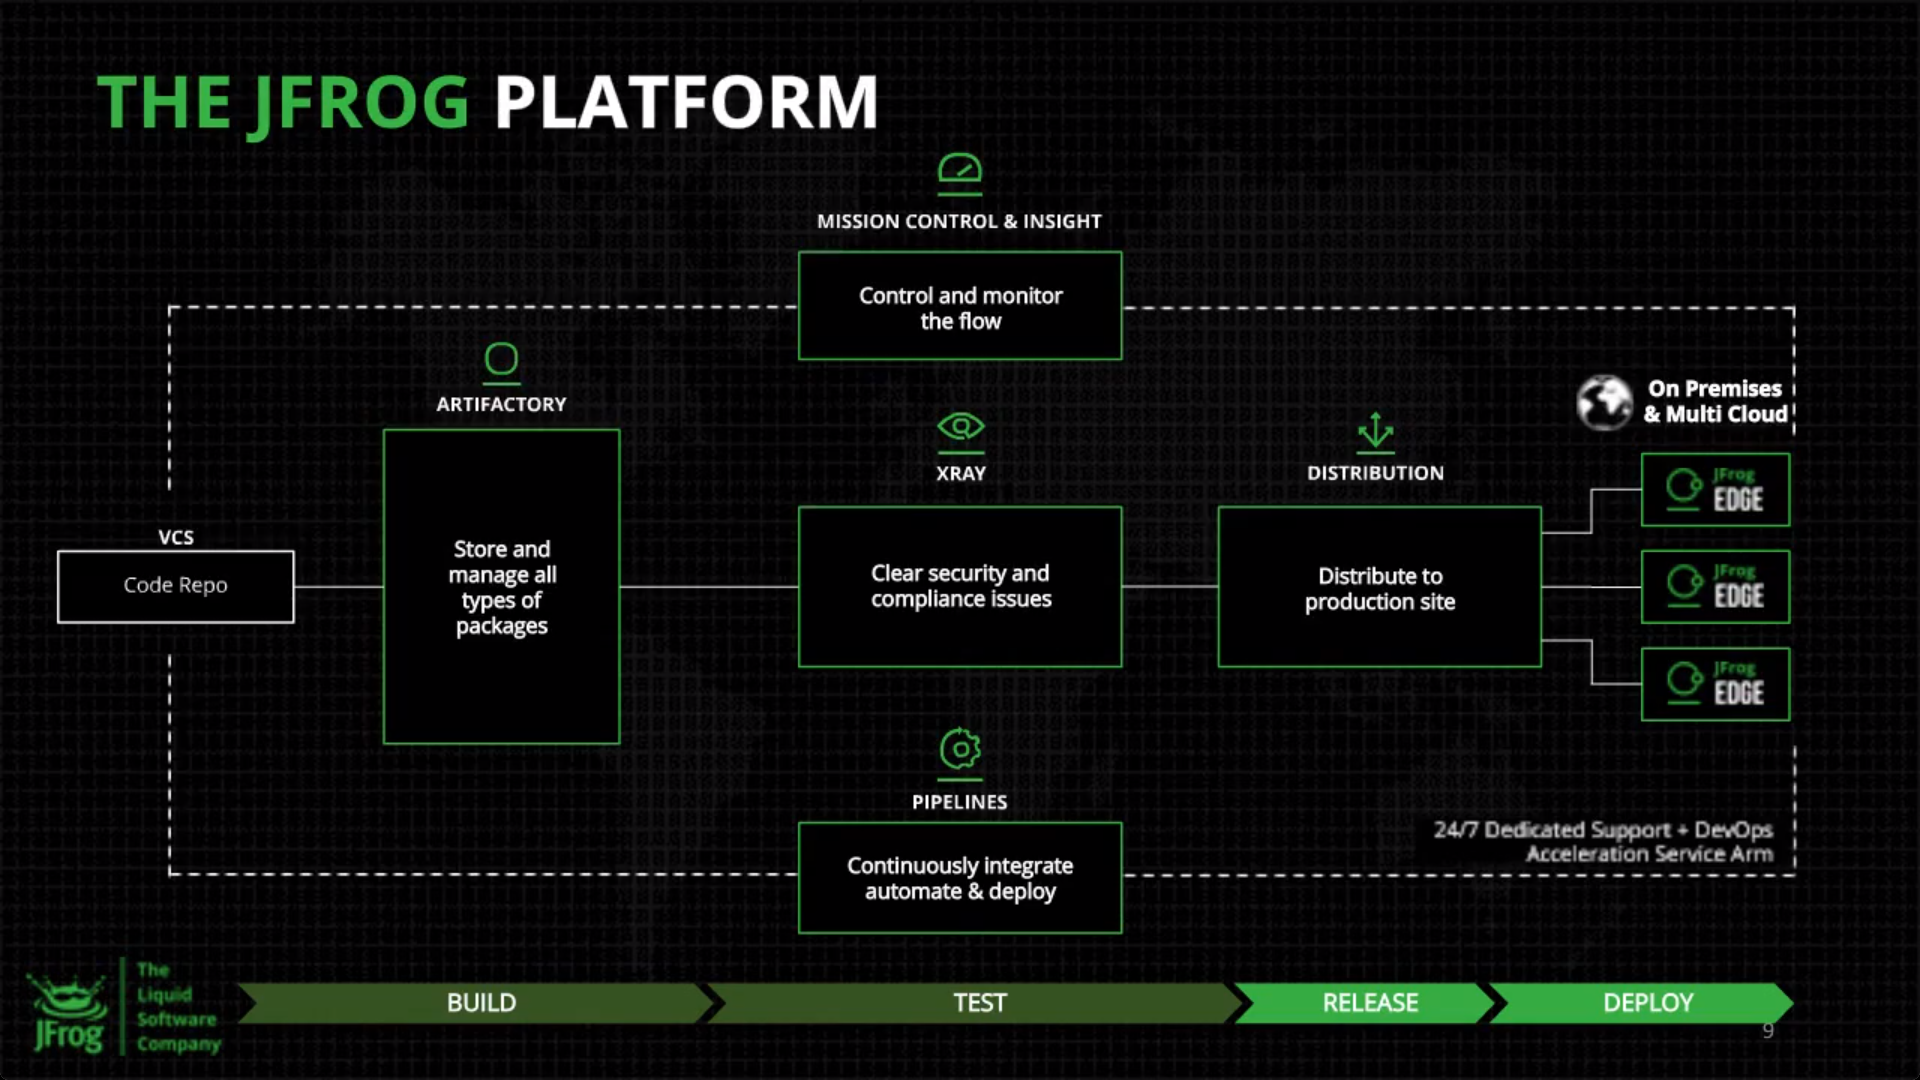 THE JFROG PLATFORM
MISSION CONTROL & INSIGHT
Control and monitor
the flow
ARTIFACTORY
Store and
manage all
types of
packages
XRAY
Clear security and
compliance issues
DISTRIBUTION
Distribute to
production site
On Premises
& Multi Cloud
JFrog
EDGE
JFrog
EDGE
JFrog
EDGE
VCS
Code Repo
PIPELINES
Continuously integrate
automate & deploy
24/7 Dedicated Support + DevOps
Acceleration Service Arm
JFrog
The
Liquid
Software
Company
BUILD
TEST
RELEASE
DEPLOY
9